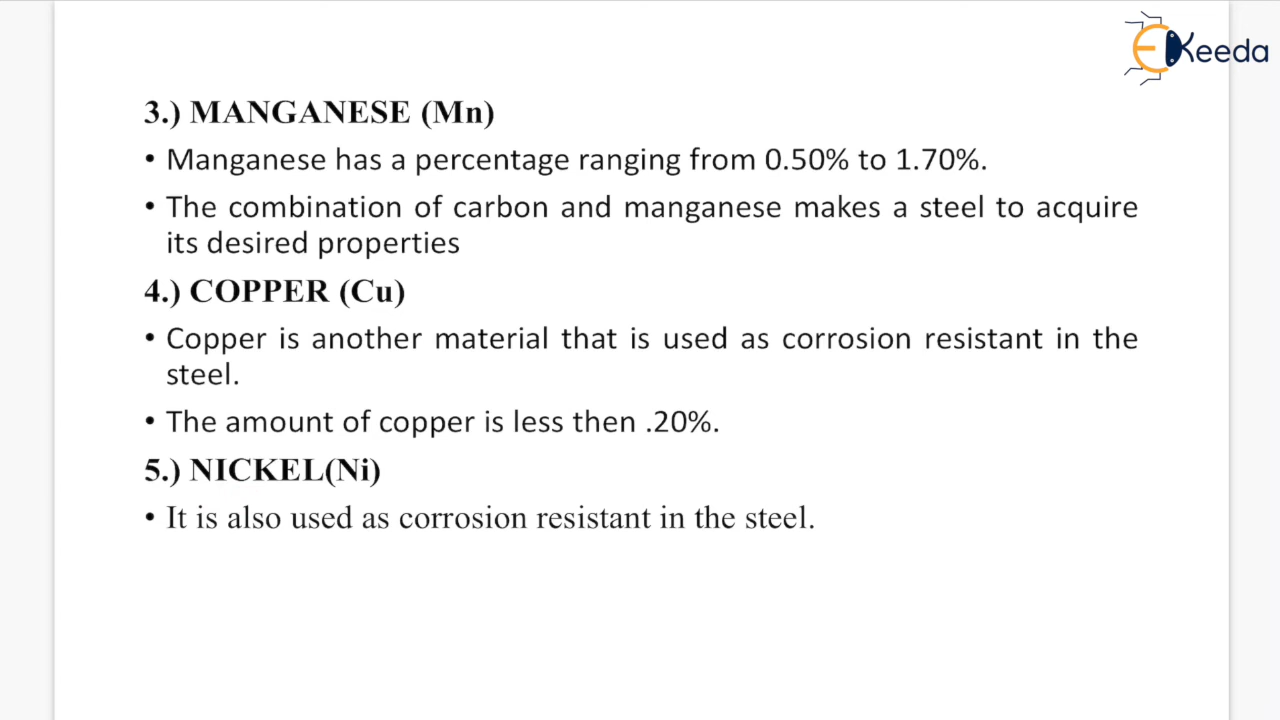 EKeeda
3.) MANGANESE (Mn)
• Manganese has a percentage ranging from 0.50% to 1.70%.
• The combination of carbon and manganese makes a steel to acquire
its desired properties
4.) COPPER (Cu)
• Copper is another material that is used as corrosion resistant in the
steel.
• The amount of copper is less then .20%.
5.) NICKEL(Ni)
• It is also used as corrosion resistant in the steel.